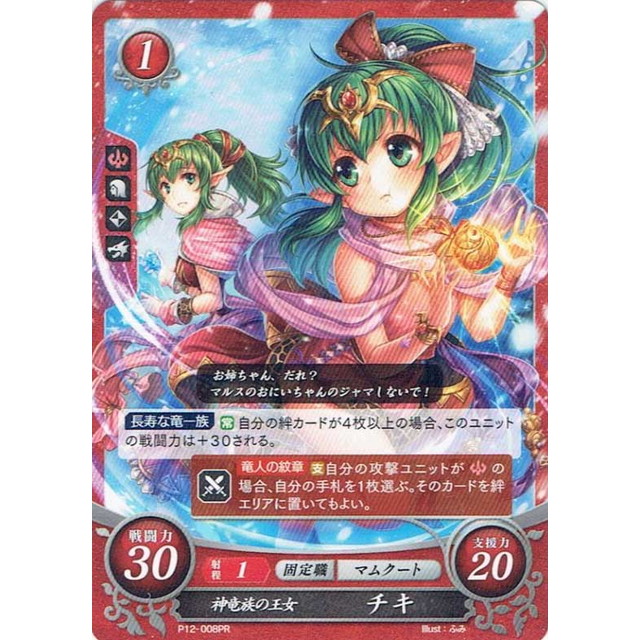 1
お姉ちゃん、だれ？
マルスのおにいちゃんのジャマしないで！
長寿な竜一族 常 自分の絆カードが4枚以上の場合、このユニット
の戦闘力は＋30される。
竜人の紋章 支 自分の攻撃ユニットが の
場合、自分の手札を1枚選ぶ。そのカードを絆
エリアに置いてもよい。
戦闘力
30
射程 1 固定職 マムクート
支援力
20
神竜族の王女 チキ
P12-008PR Illust：ふみ